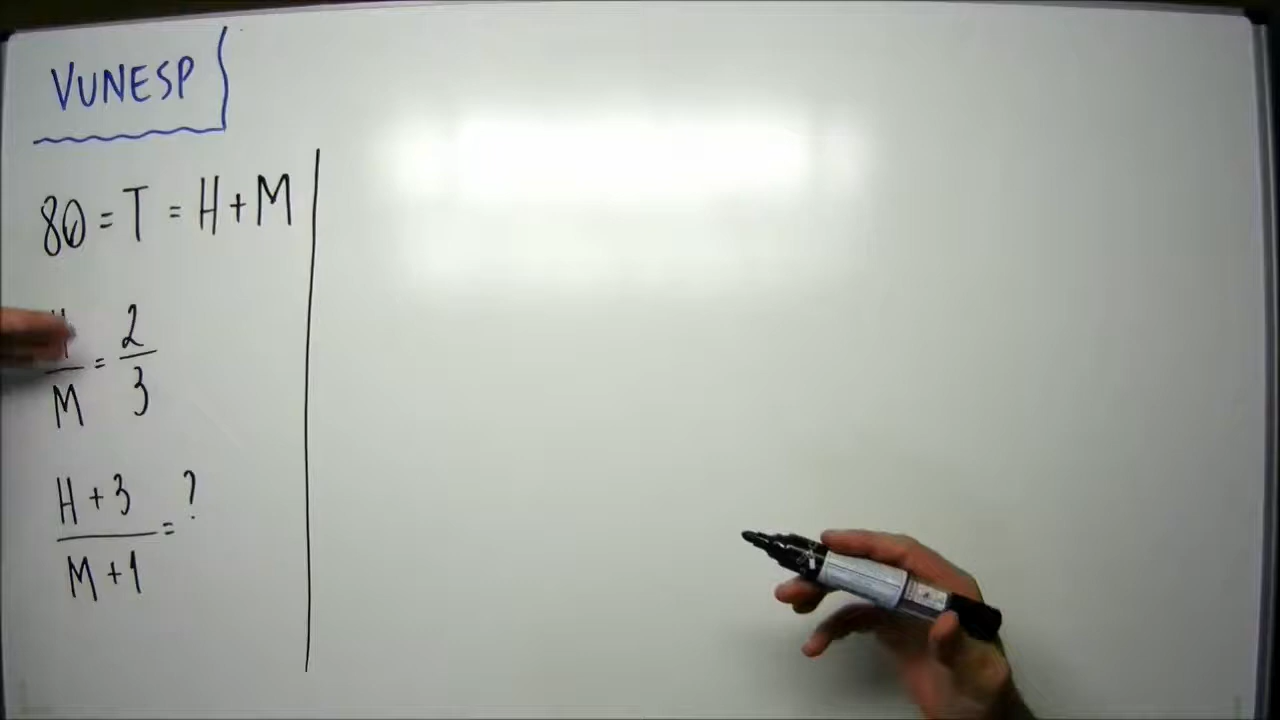 VUNESP
80 = T = H + M
M = 2/3
H + 3 / M + 1 = ?